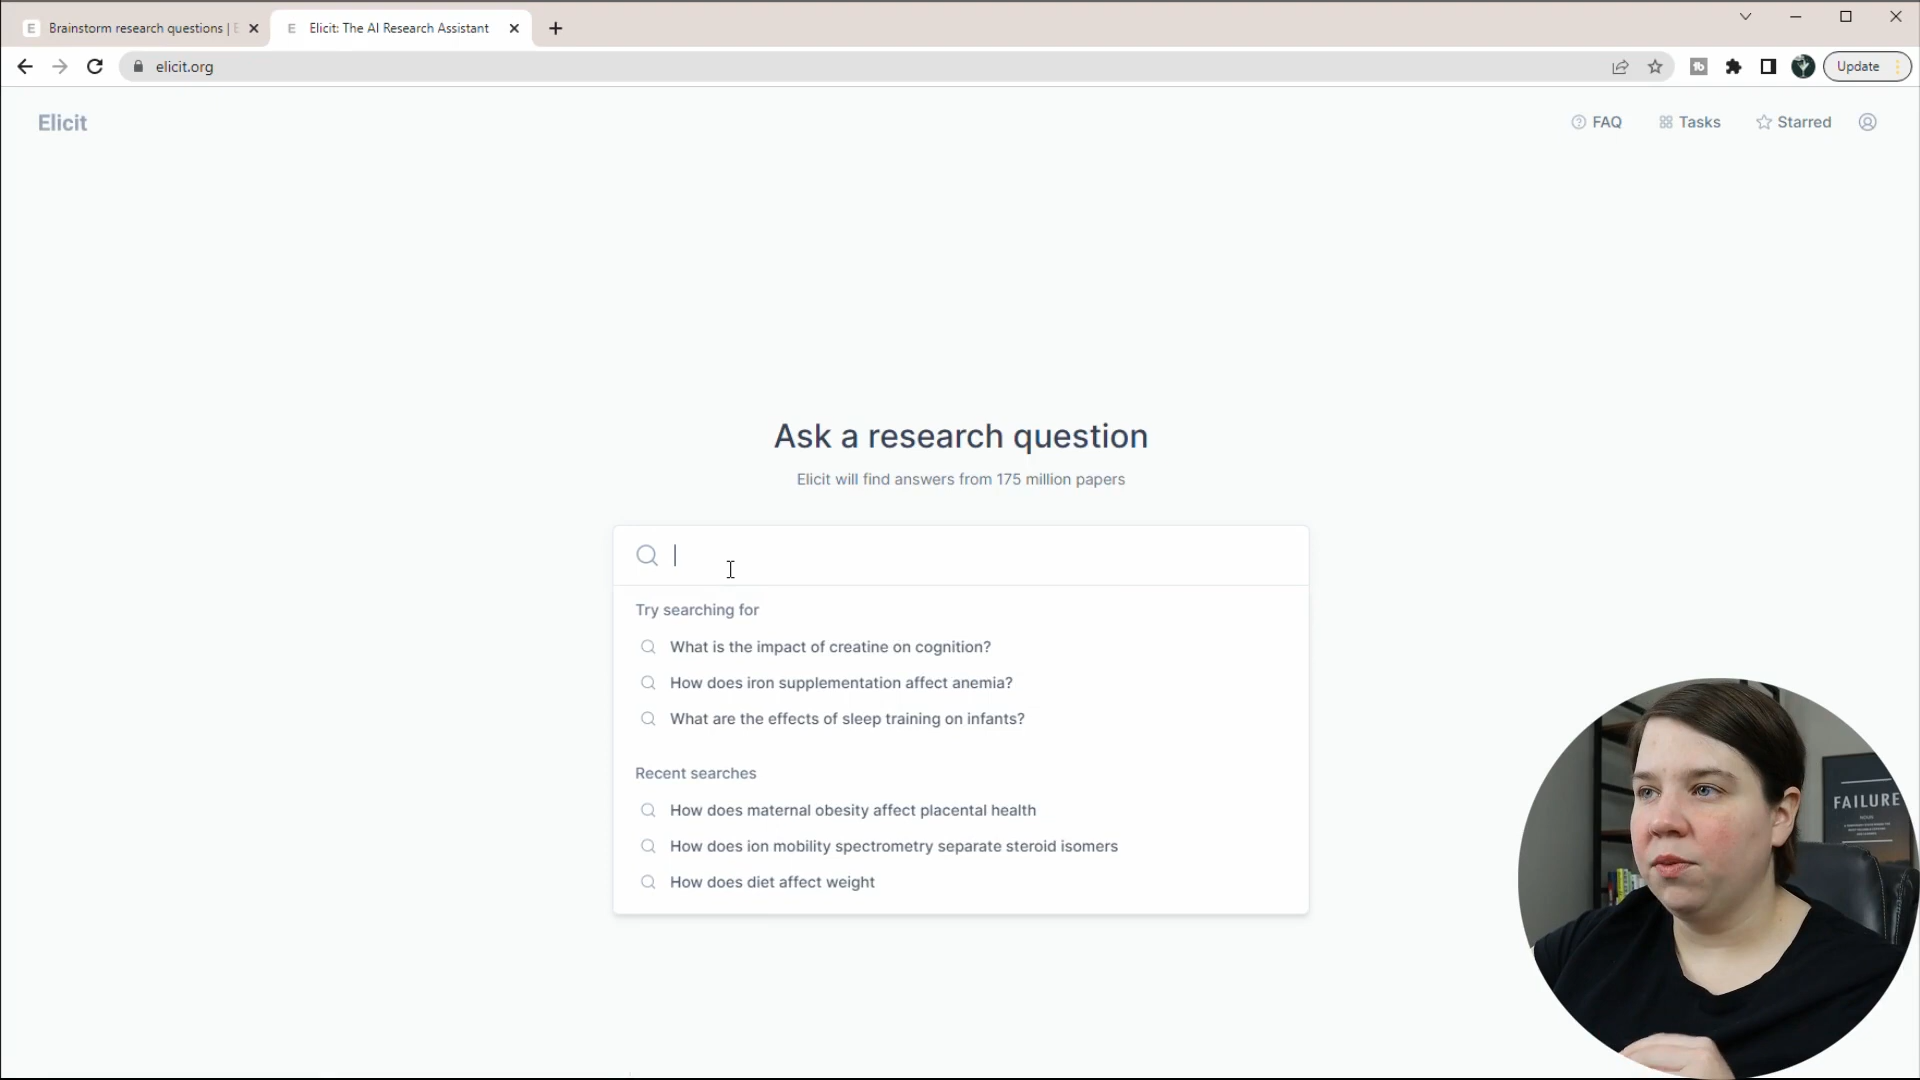 Brainstorm research questions | E
Elicit: The AI Research Assistant
elicit.org
Update
Elicit
FAQ
Tasks
Starred
Ask a research question
Elicit will find answers from 175 million papers
Try searching for
What is the impact of creatine on cognition?
How does iron supplementation affect anemia?
What are the effects of sleep training on infants?
Recent searches
How does maternal obesity affect placental health
How does ion mobility spectrometry separate steroid isomers
How does diet affect weight
FAILURE